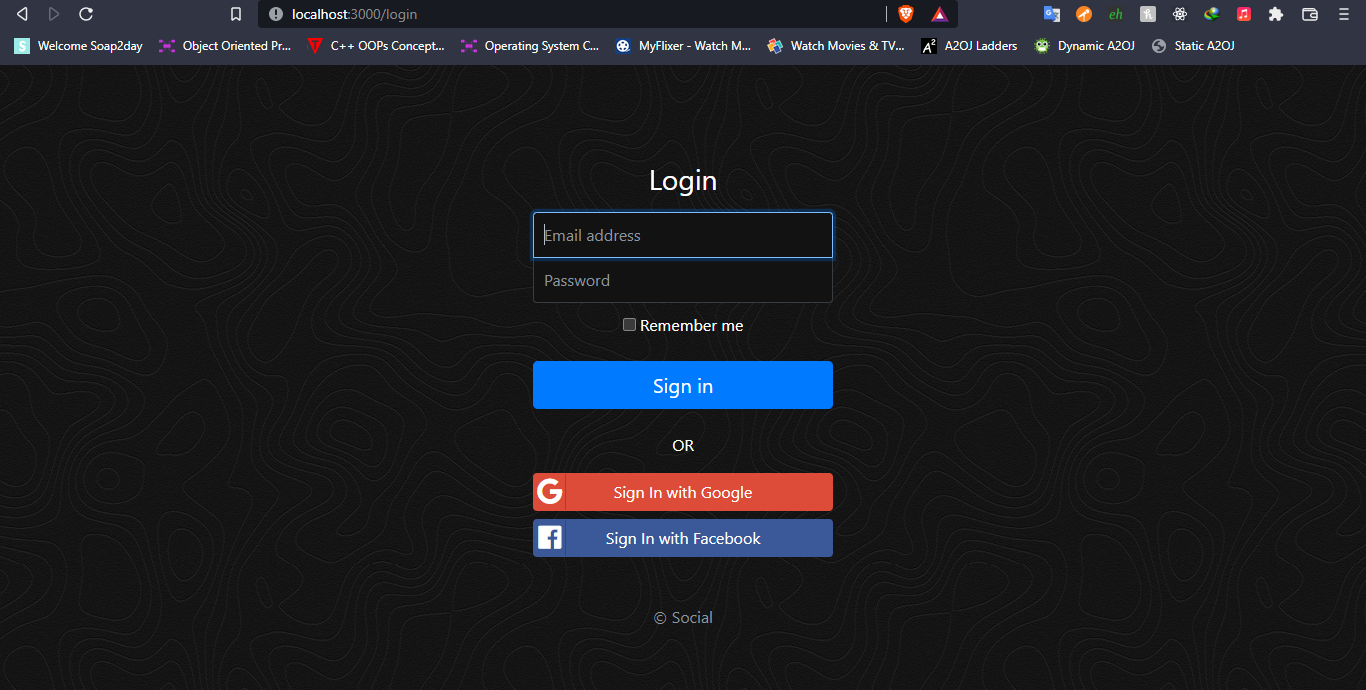 localhost:3000/login
Welcome Soap2day
Object Oriented Pr...
C++ OOPs Concept...
Operating System C...
MyFlixer - Watch M...
Watch Movies & TV...
A2OJ Ladders
Dynamic A2OJ
Static A2OJ
Login
Email address
Password
Remember me
Sign in
OR
Sign In with Google
Sign In with Facebook
© Social